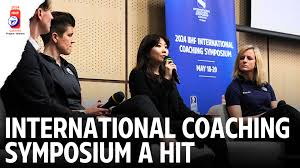 2024 IIHF INTERNATIONAL
COACHING SYMPOSIUM
MAY 18-20
INTERNATIONAL COACHING
SYMPOSIUM A HIT